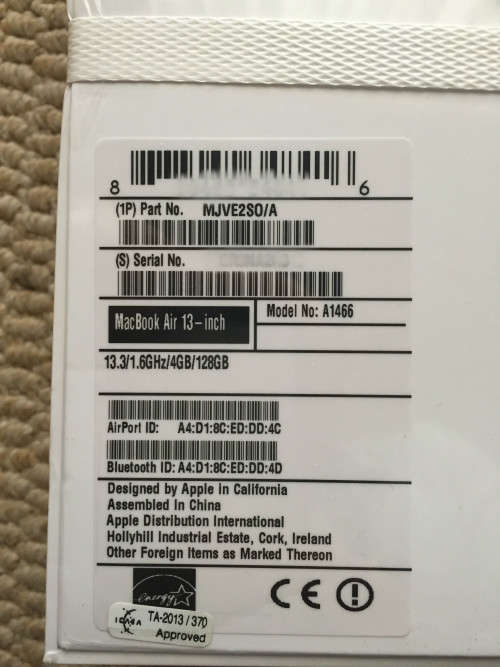 8 6
(1P) Part No. MJVE2SO/A
(S) Serial No.
MacBook Air 13-inch
Model No: A1466
13.3/1.6GHz/4GB/128GB
AirPort ID: A4:D1:8C:ED:DD:4C
Bluetooth ID: A4:D1:8C:ED:DD:4D
Designed by Apple in California
Assembled in China
Apple Distribution International
Hollyhill Industrial Estate, Cork, Ireland
Other Foreign Items as Marked Thereon
energy
CE
ICASA TA-2013/370
Approved